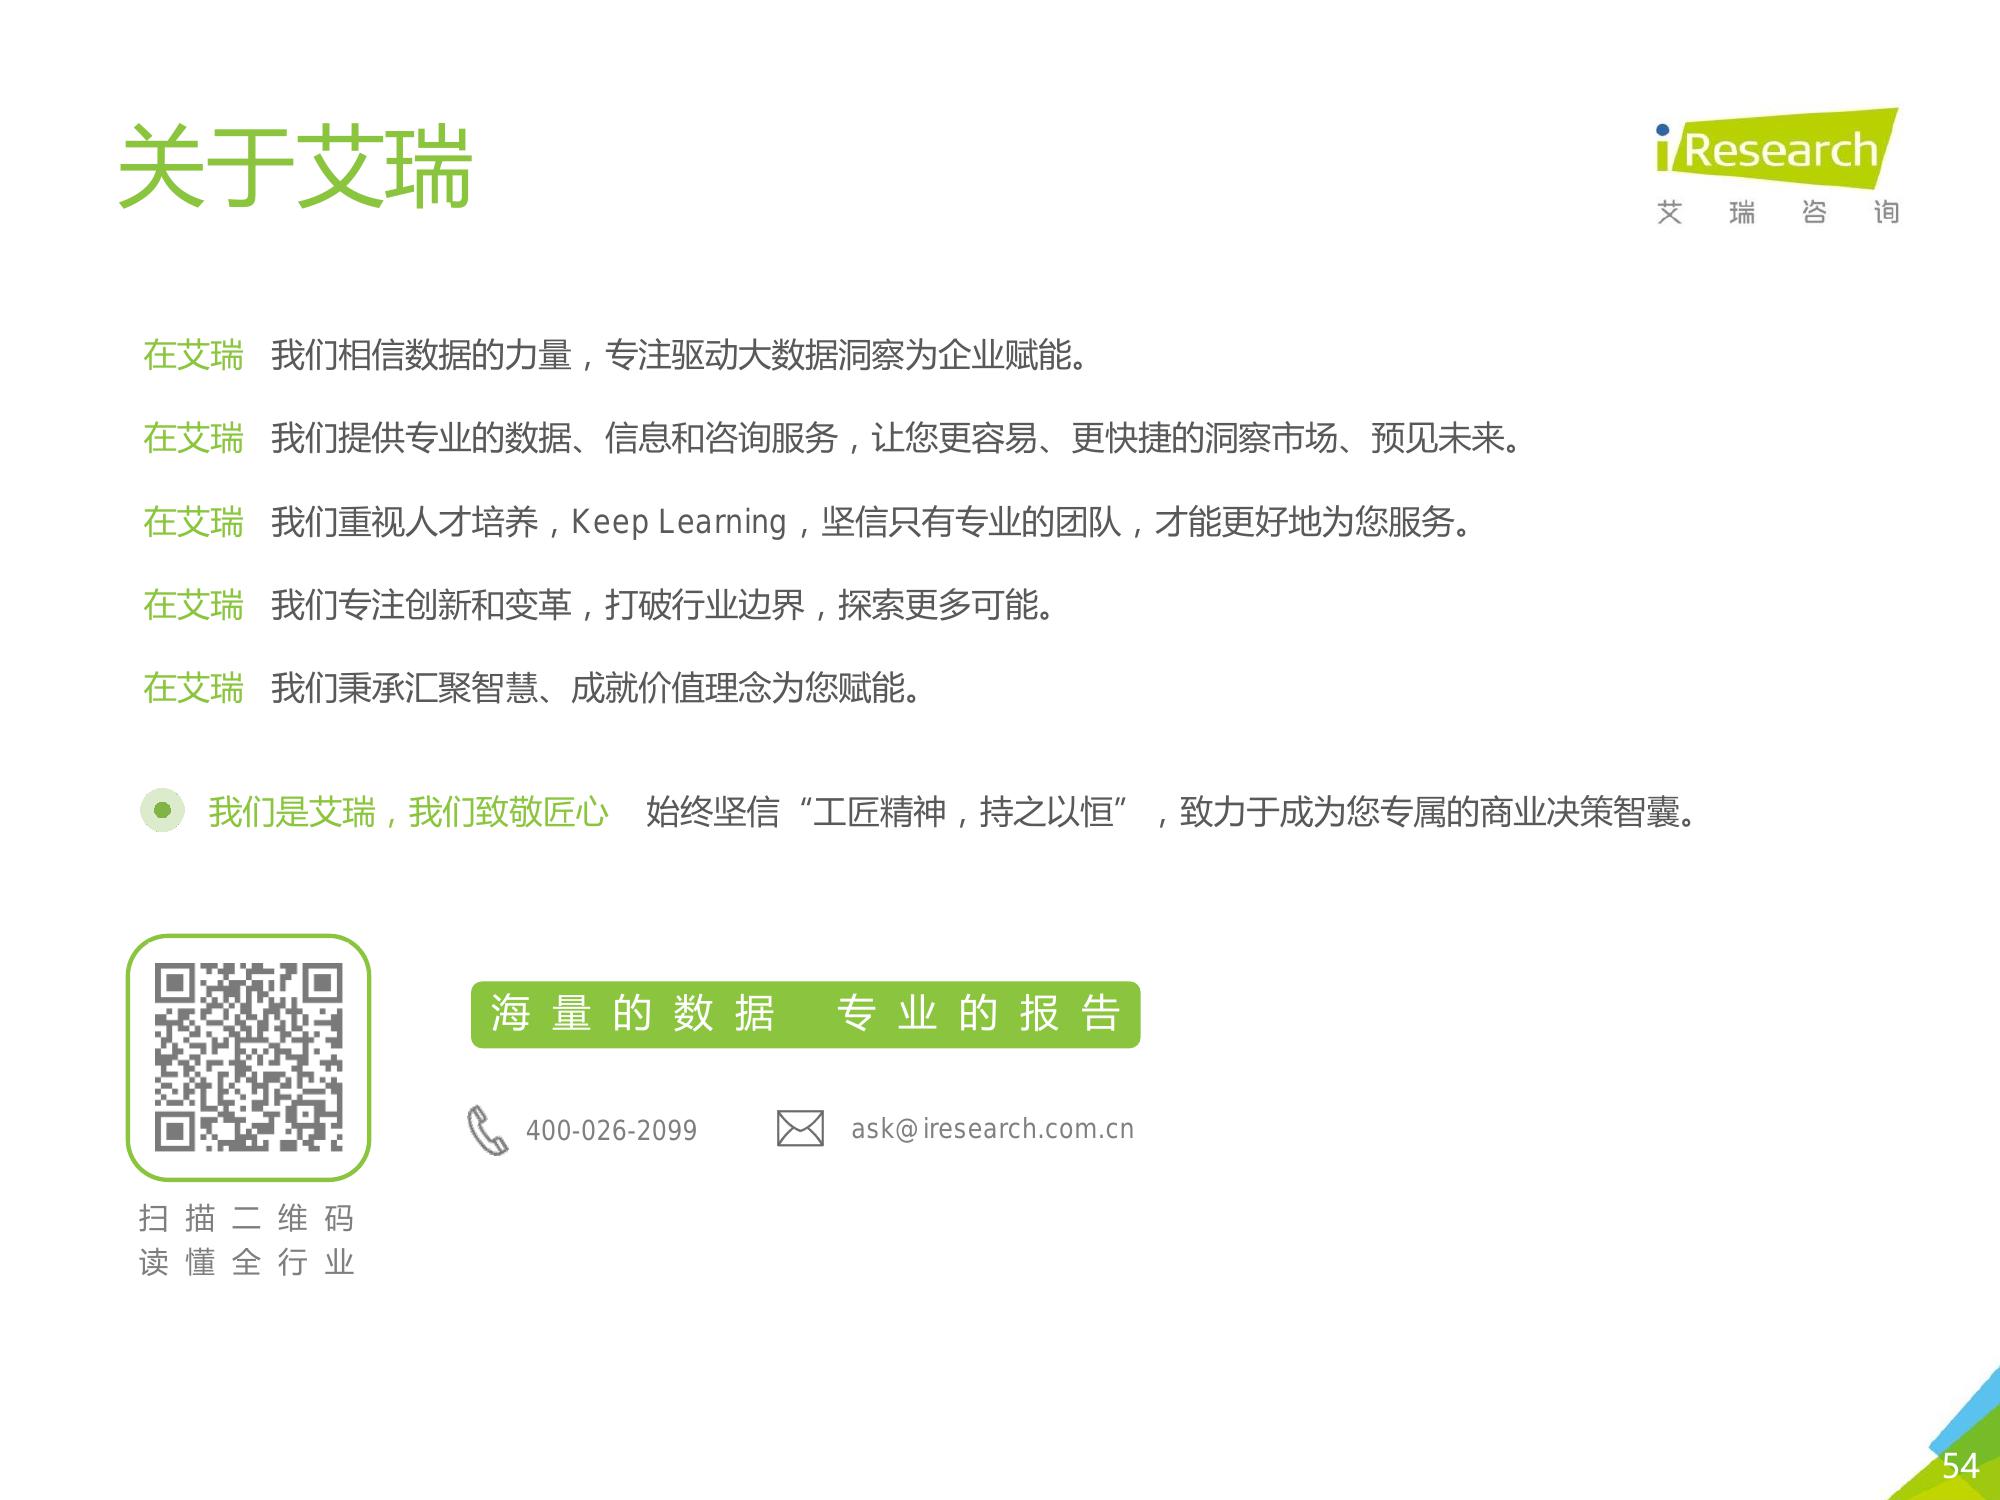 关于艾瑞
iResearch
艾瑞咨询
在艾瑞 我们相信数据的力量，专注驱动大数据洞察为企业赋能。
在艾瑞 我们提供专业的数据、信息和咨询服务，让您更容易、更快捷的洞察市场、预见未来。
在艾瑞 我们重视人才培养，Keep Learning，坚信只有专业的团队，才能更好地为您服务。
在艾瑞 我们专注创新和变革，打破行业边界，探索更多可能。
在艾瑞 我们秉承汇聚智慧、成就价值理念为您赋能。
我们是艾瑞，我们致敬匠心 始终坚信“工匠精神，持之以恒”，致力于成为您专属的商业决策智囊。
海量的数据 专业的报告
400-026-2099 ask@iresearch.com.cn
扫描二维码
读懂全行业
54